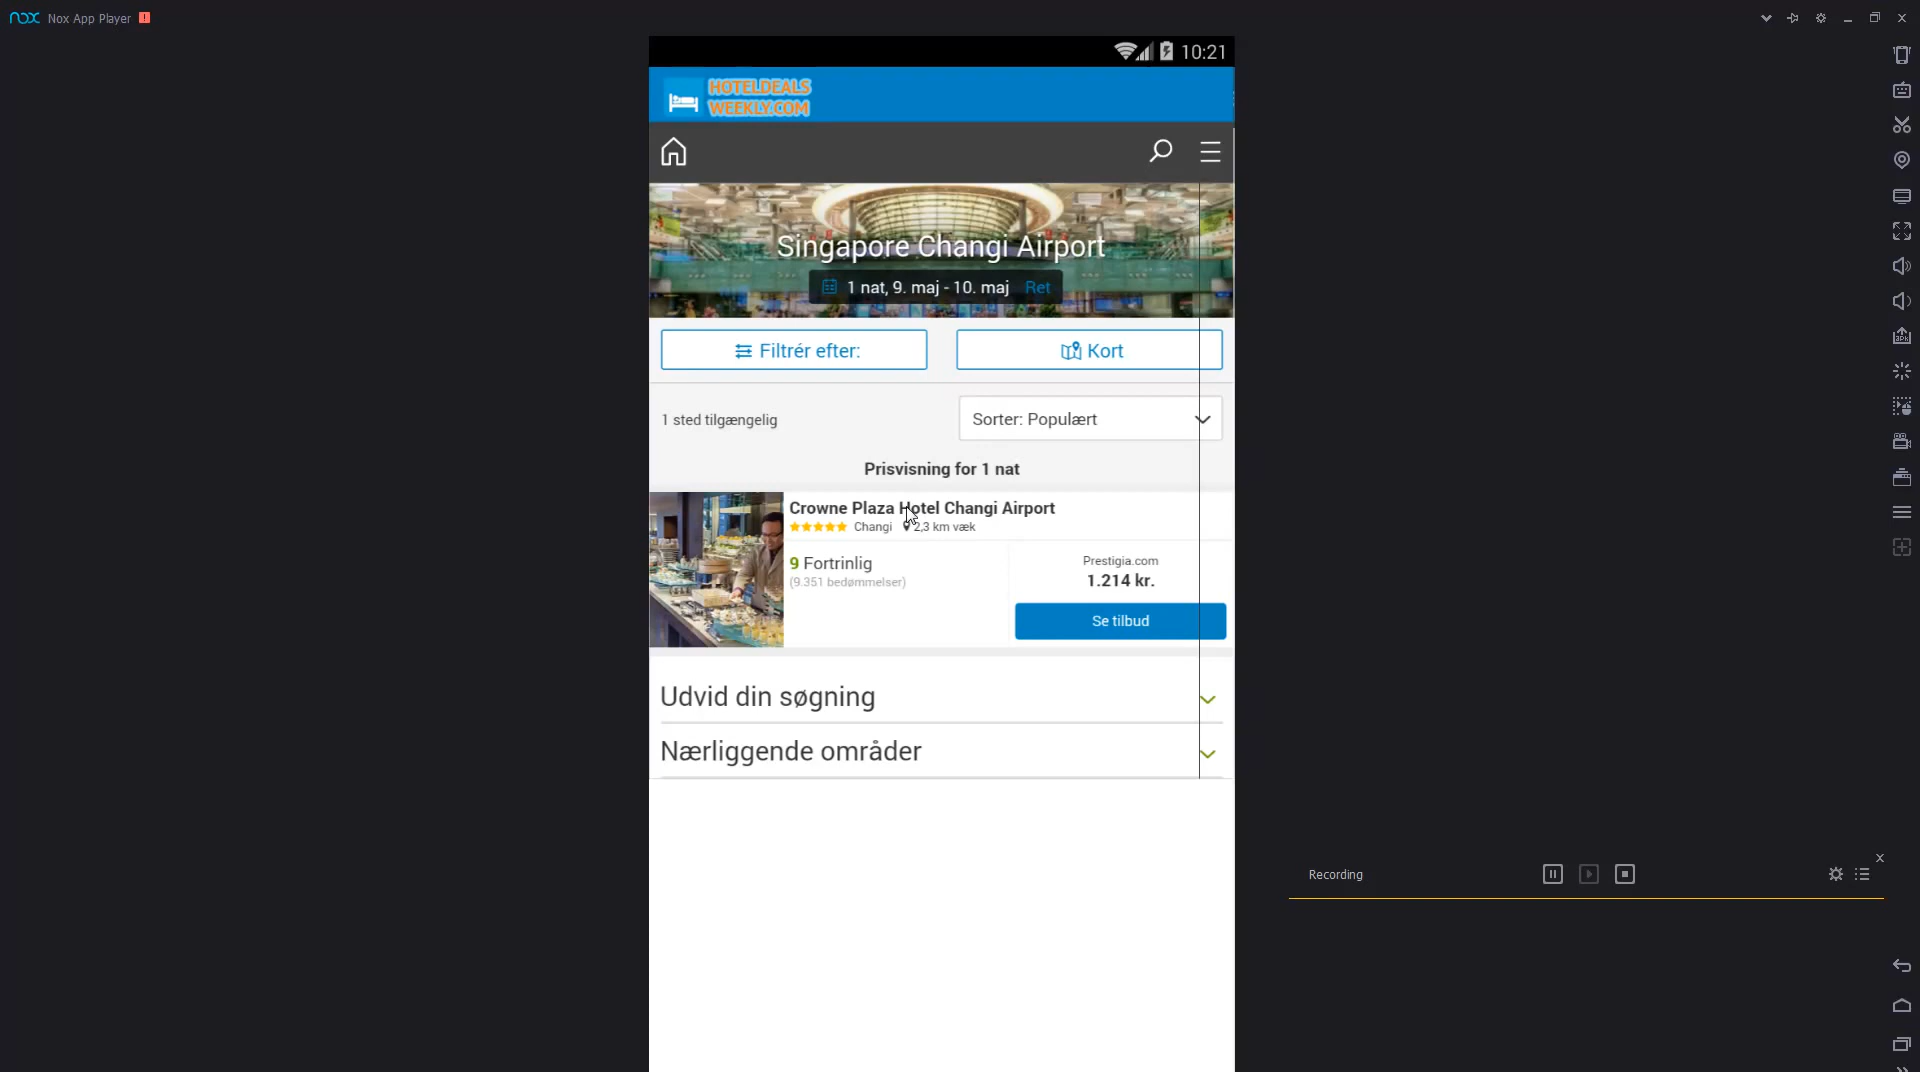 nox Nox App Player
10:21
HOTELDEALS
WEEKLY.COM
Singapore Changi Airport
1 nat, 9. maj - 10. maj Ret
Filtrér efter:
Kort
1 sted tilgængelig
Sorter: Populært
Prisvisning for 1 nat
Crowne Plaza Hotel Changi Airport
Changi 2,3 km væk
9 Fortrinlig
(9.351 bedømmelser)
Prestigia.com
1.214 kr.
Se tilbud
Udvid din søgning
Nærliggende områder
Recording